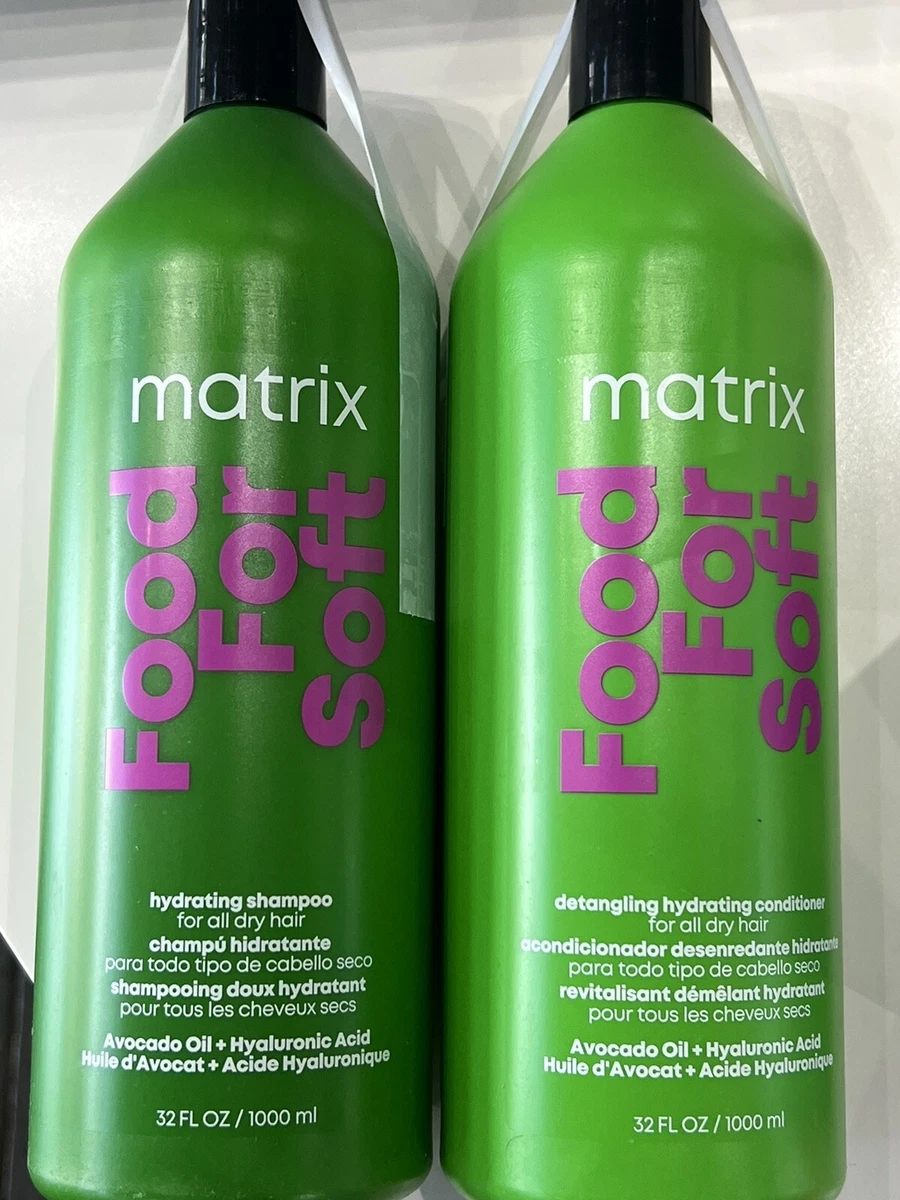 matrix
Food
For
Soft
hydrating shampoo
for all dry hair
champú hidratante
para todo tipo de cabello seco
shampooing doux hydratant
pour tous les cheveux secs
Avocado Oil + Hyaluronic Acid
Huile d'Avocat + Acide Hyaluronique
32 FL OZ / 1000 ml
matrix
Food
For
Soft
detangling hydrating conditioner
for all dry hair
acondicionador desenredante hidratante
para todo tipo de cabello seco
revitalisant démêlant hydratant
pour tous les cheveux secs
Avocado Oil + Hyaluronic Acid
Huile d'Avocat + Acide Hyaluronique
32 FL OZ / 1000 ml